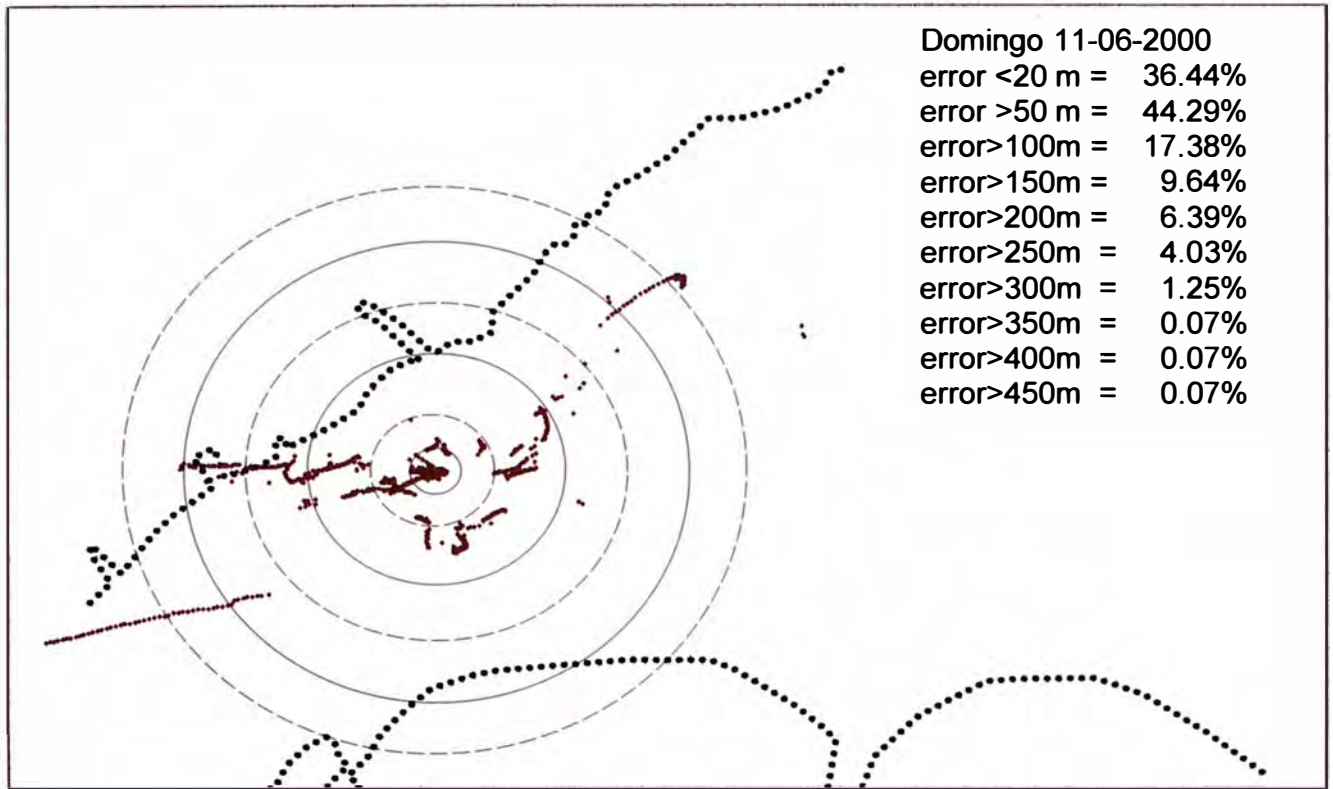 Domingo 11-06-2000
error <20 m = 36.44%
error >50 m = 44.29%
error>100m = 17.38%
error>150m = 9.64%
error>200m = 6.39%
error>250m = 4.03%
error>300m = 1.25%
error>350m = 0.07%
error>400m = 0.07%
error>450m = 0.07%